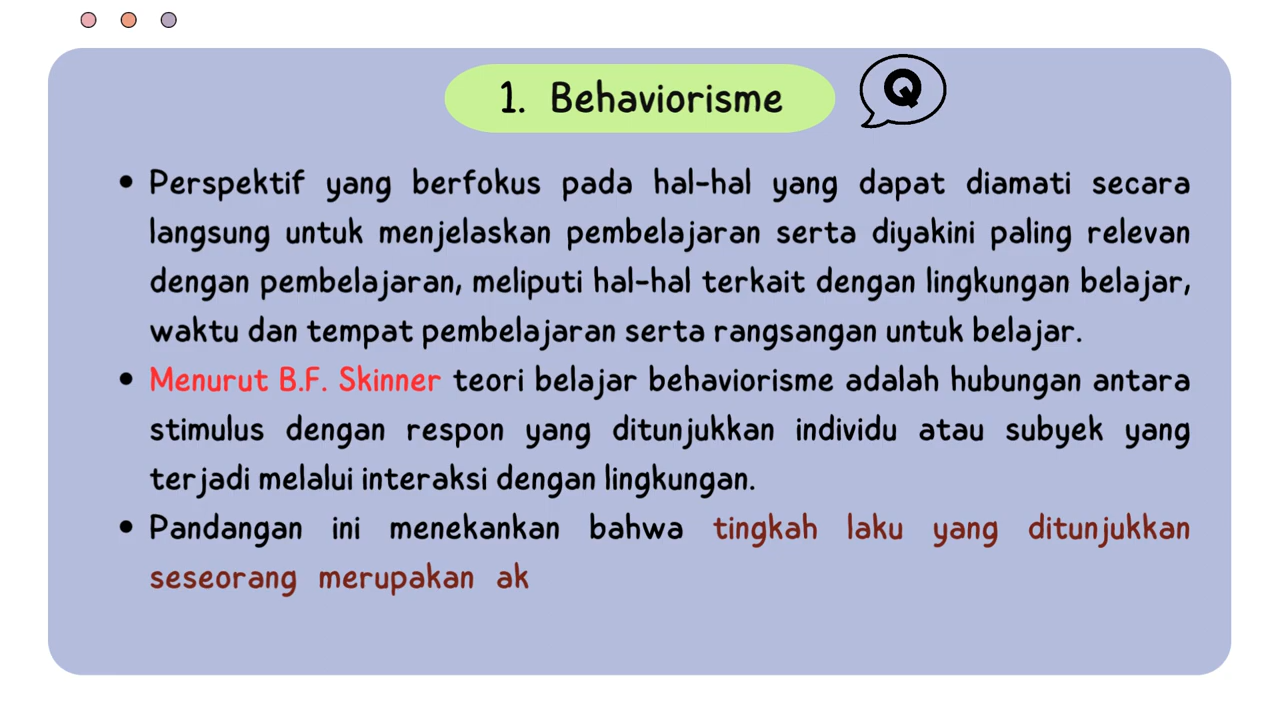 1. Behaviorisme
Q
• Perspektif yang berfokus pada hal-hal yang dapat diamati secara
langsung untuk menjelaskan pembelajaran serta diyakini paling relevan
dengan pembelajaran, meliputi hal-hal terkait dengan lingkungan belajar,
waktu dan tempat pembelajaran serta rangsangan untuk belajar.
• Menurut B.F. Skinner teori belajar behaviorisme adalah hubungan antara
stimulus dengan respon yang ditunjukkan individu atau subyek yang
terjadi melalui interaksi dengan lingkungan.
• Pandangan ini menekankan bahwa tingkah laku yang ditunjukkan
seseorang merupakan ak